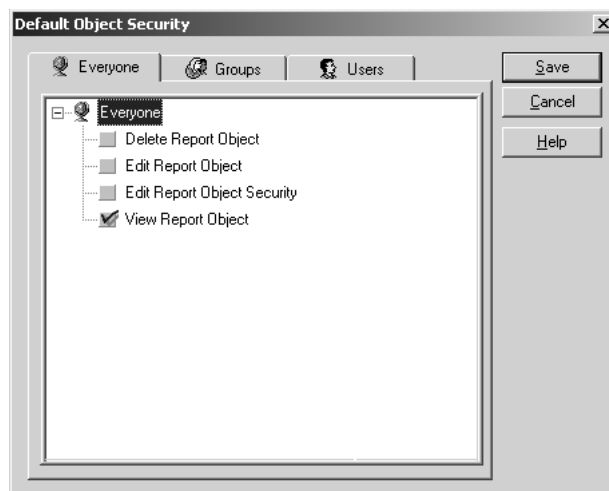 Default Object Security
Everyone
Groups
Users
Save
Cancel
Help
Everyone
Delete Report Object
Edit Report Object
Edit Report Object Security
View Report Object